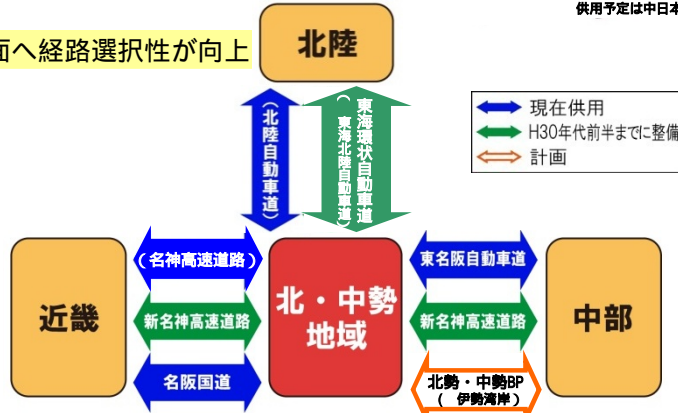 供用予定は中日本
面へ経路選択性が向上
北陸
現在供用
H30年代前半までに整備
計画
（北陸自動車道）
東海環状自動車道
（東海北陸自動車道）
（名神高速道路）
東名阪自動車道
近畿
新名神高速道路
北・中勢
地域
新名神高速道路
中部
名阪国道
北勢・中勢BP
（ 伊勢湾岸）